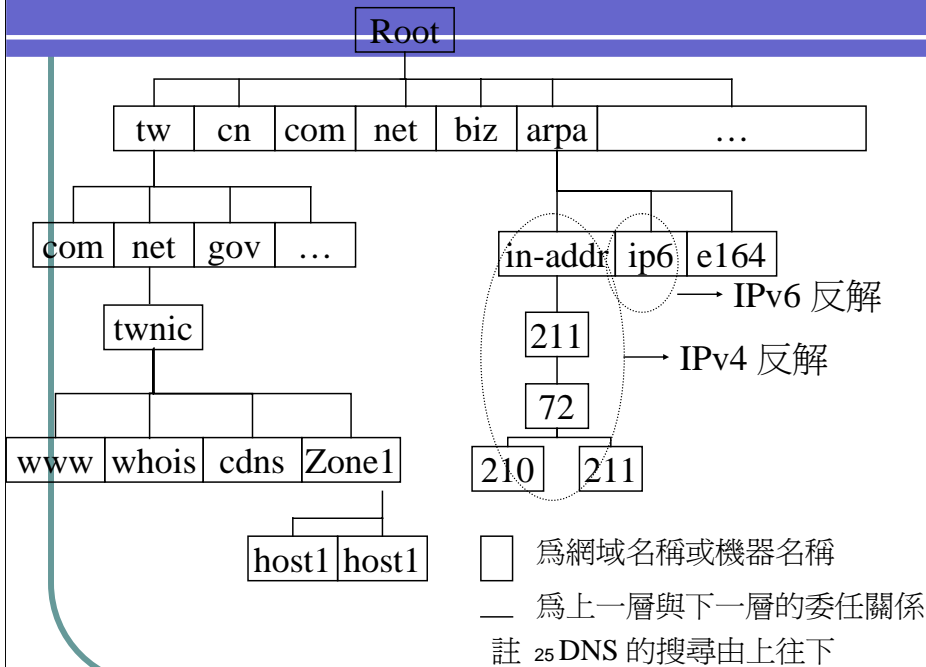 Root
tw cn com net biz arpa …
com net gov … in-addr ip6 e164
IPv6 反解
twnic
211
IPv4 反解
72
www whois cdns Zone1
210 211
host1 host1
為網域名稱或機器名稱
為上一層與下一層的委任關係
註 25 DNS 的搜尋由上往下